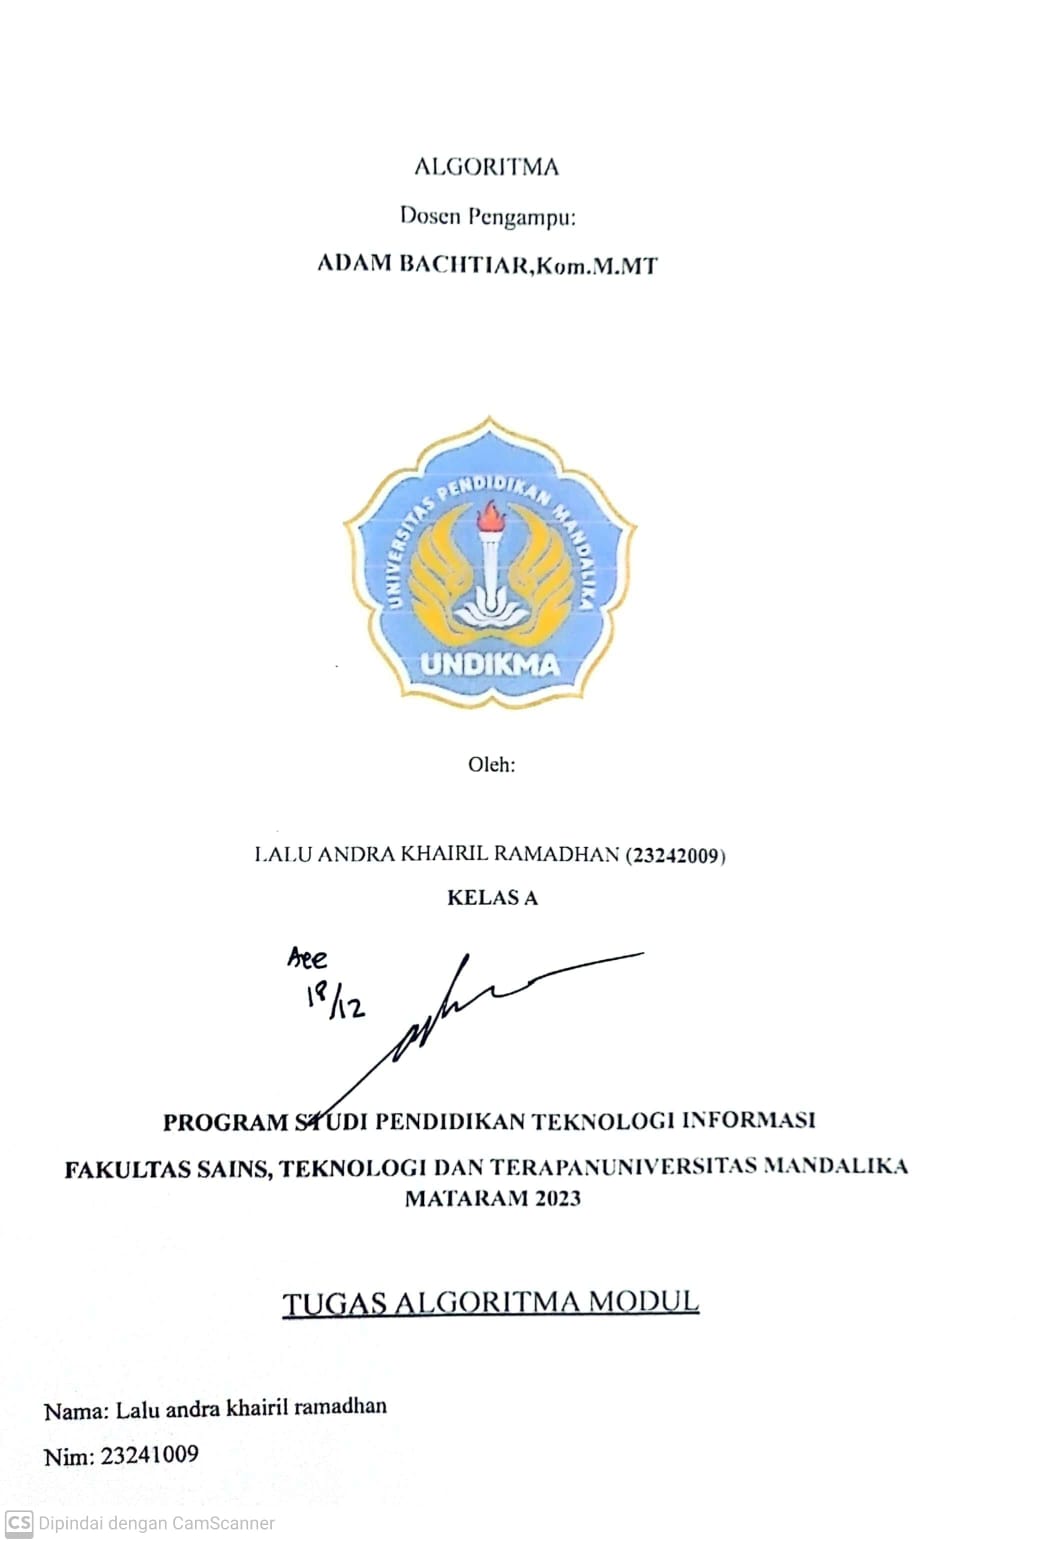 ALGORITMA
Dosen Pengampu:
ADAM BACHTIAR,Kom.M.MT
UNIVERSITAS PENDIDIKAN MANDALIKA
UNDIKMA
Oleh:
LALU ANDRA KHAIRIL RAMADHAN (23242009)
KELAS A
Acc
18/12
PROGRAM STUDI PENDIDIKAN TEKNOLOGI INFORMASI
FAKULTAS SAINS, TEKNOLOGI DAN TERAPANUNIVERSITAS MANDALIKA
MATARAM 2023
TUGAS ALGORITMA MODUL
Nama: Lalu andra khairil ramadhan
Nim: 23241009
CS Dipindai dengan CamScanner